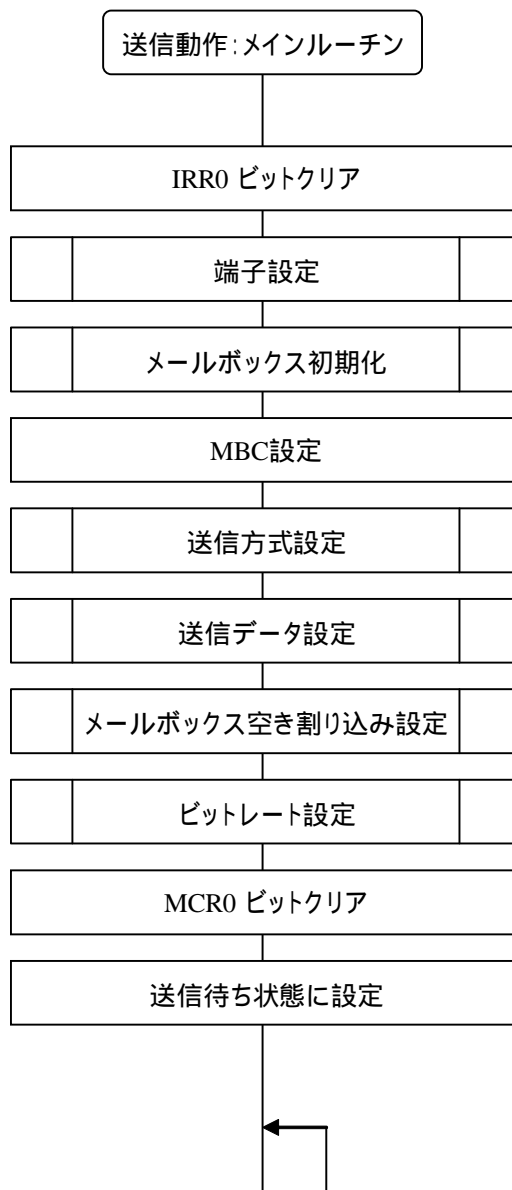 送信動作:メインルーチン
IRR0 ビットクリア
端子設定
メールボックス初期化
MBC設定
送信方式設定
送信データ設定
メールボックス空き割り込み設定
ビットレート設定
MCR0 ビットクリア
送信待ち状態に設定